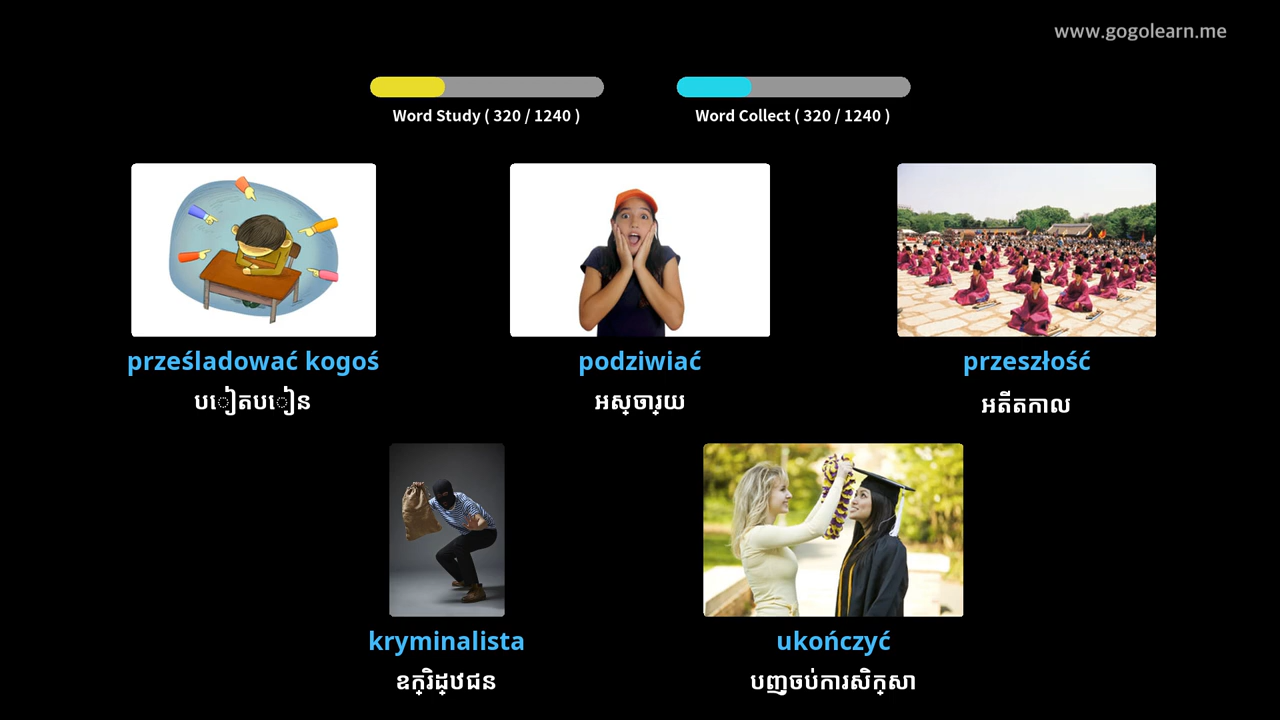 www.gogolearn.me
Word Study ( 320 / 1240 )
Word Collect ( 320 / 1240 )
prześladować kogoś
podziwiać
przeszłość
បៀតបៀន
អស្ចារ្យ
អតីតកាល
kryminalista
ukończyć
ឧក្រិដ្ឋជន
បញ្ចប់ការសិក្សា